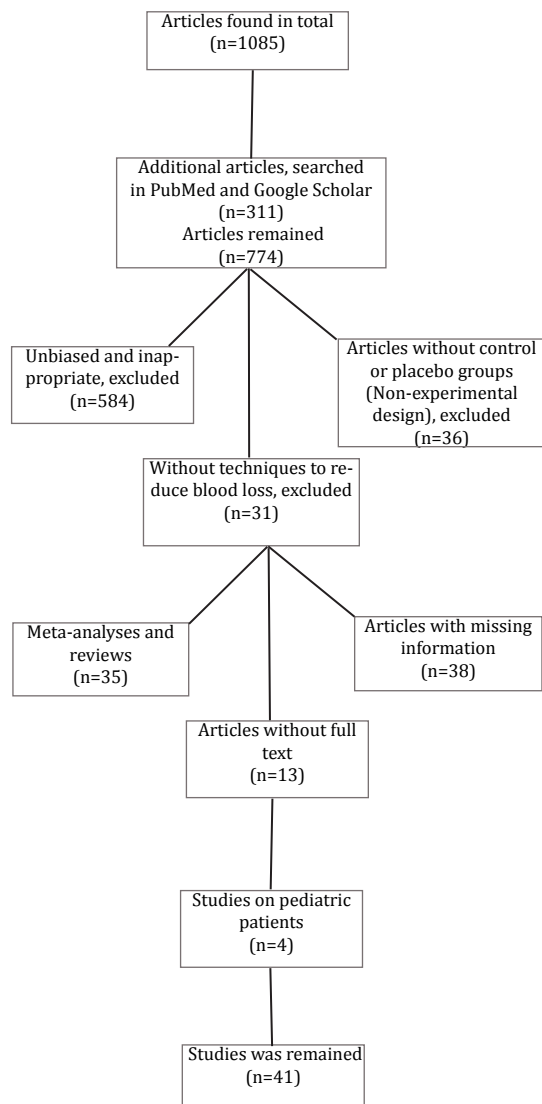 Articles found in total
(n=1085)
Additional articles, searched
in PubMed and Google Scholar
(n=311)
Articles remained
(n=774)
Unbiased and inap-
propriate, excluded
(n=584)
Articles without control
or placebo groups
(Non-experimental
design), excluded
(n=36)
Without techniques to re-
duce blood loss, excluded
(n=31)
Meta-analyses and
reviews
(n=35)
Articles with missing
information
(n=38)
Articles without full
text
(n=13)
Studies on pediatric
patients
(n=4)
Studies was remained
(n=41)